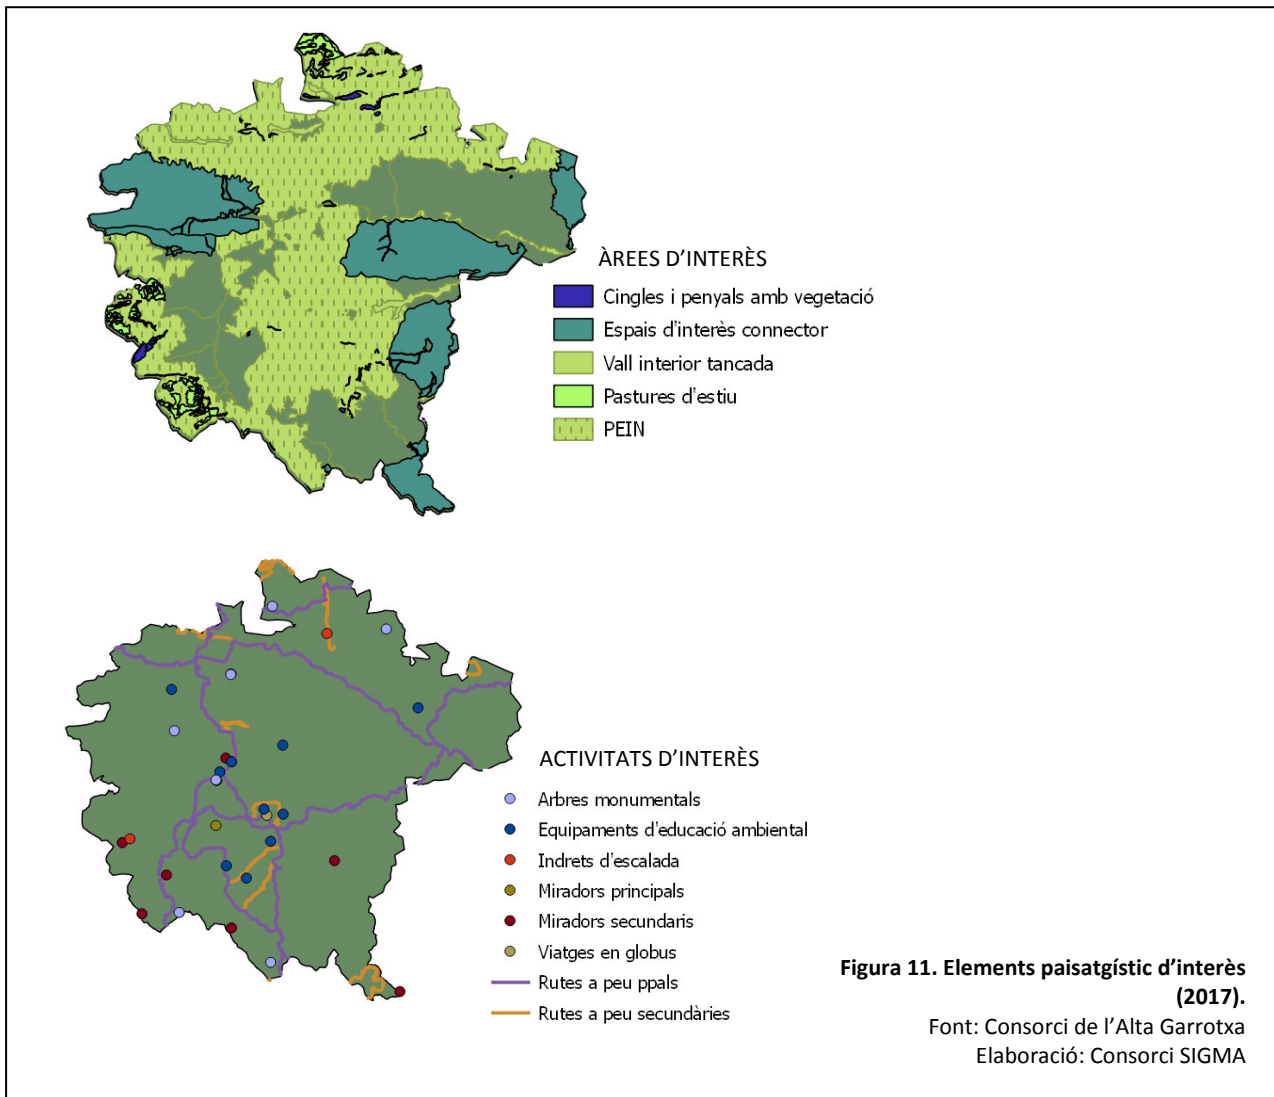 ÀREES D'INTERÈS
Cingles i penyals amb vegetació
Espais d'interès connector
Vall interior tancada
Pastures d'estiu
PEIN
ACTIVITATS D'INTERÈS
Arbres monumentals
Equipaments d'educació ambiental
Indrets d'escalada
Miradors principals
Miradors secundaris
Viatges en globus
Rutes a peu ppals
Rutes a peu secundàries
Figura 11. Elements paisatgístic d'interès
(2017).
Font: Consorci de l'Alta Garrotxa
Elaboració: Consorci SIGMA